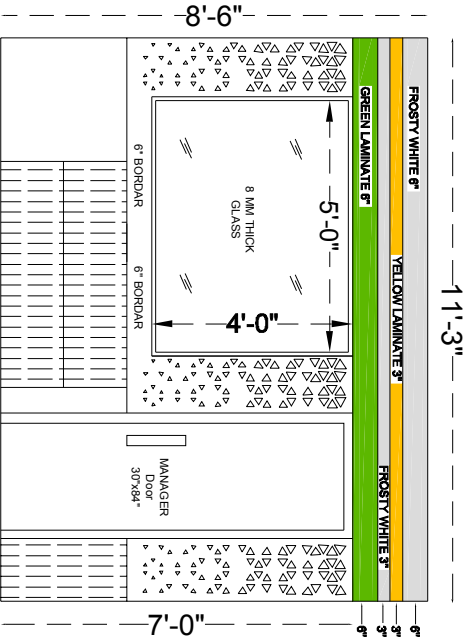 8'-6"
11'-3"
FROSTY WHITE 6"
YELLOW LAMINATE 3"
FROSTY WHITE 3"
GREEN LAMINATE 6"
6"
3"
3"
6"
5'-0"
4'-0"
8 MM THICK
GLASS
6" BORDAR
6" BORDAR
MANAGER
Door
30"x84"
7'-0"